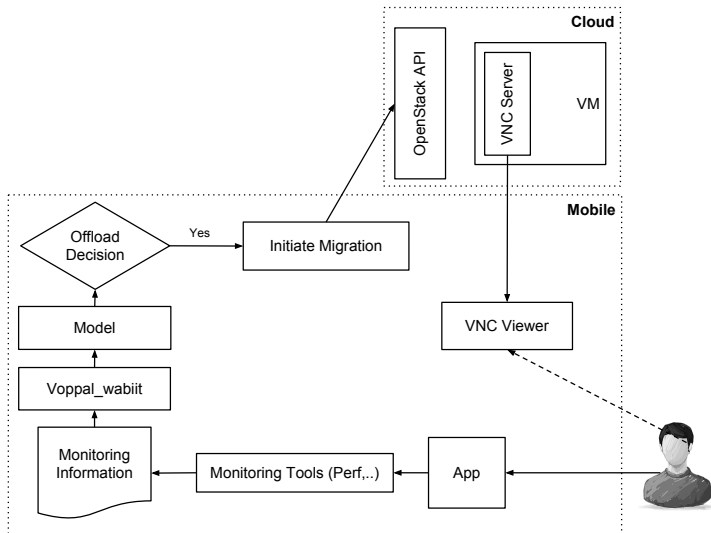 Cloud
OpenStack API
VNC Server
VM
Mobile
Offload
Decision
Yes
Initiate Migration
Model
VNC Viewer
Voppal_wabiit
Monitoring
Information
Monitoring Tools (Perf,..)
App